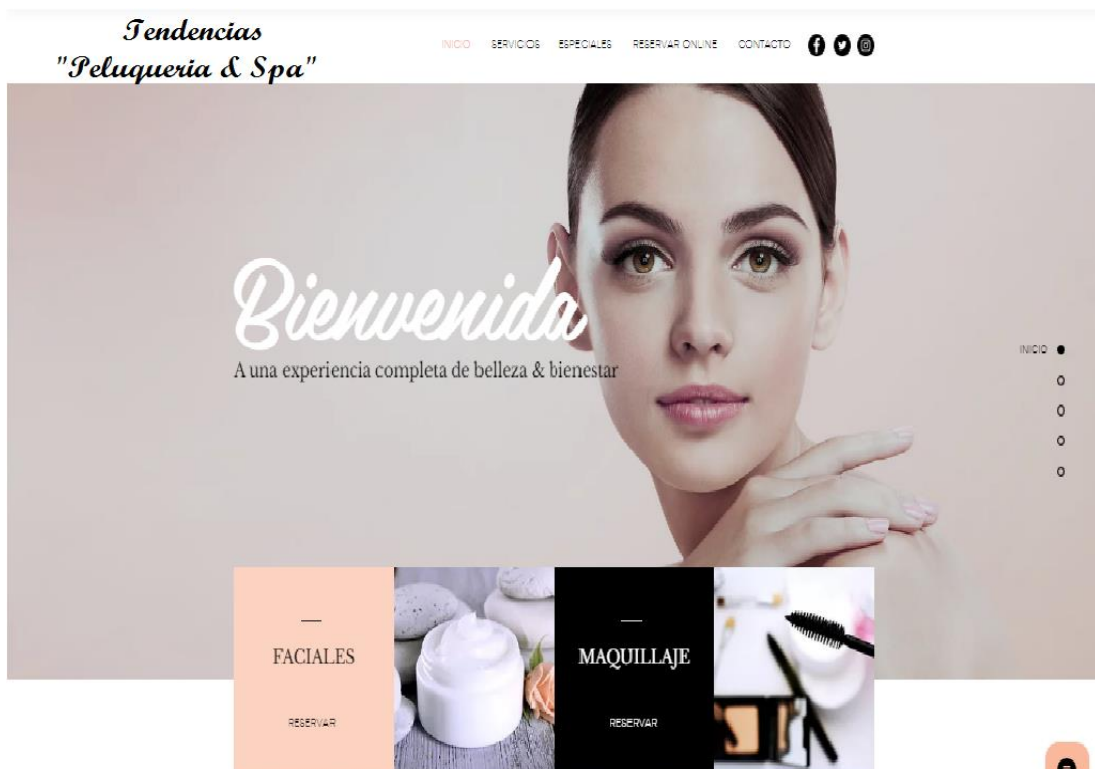 Tendencias
"Peluqueria & Spa"
INICIO SERVICIOS ESPECIALES RESERVAR ONLINE CONTACTO
Bienvenida
A una experiencia completa de belleza & bienestar
INICIO
FACIALES
MAQUILLAJE
RESERVAR
RESERVAR